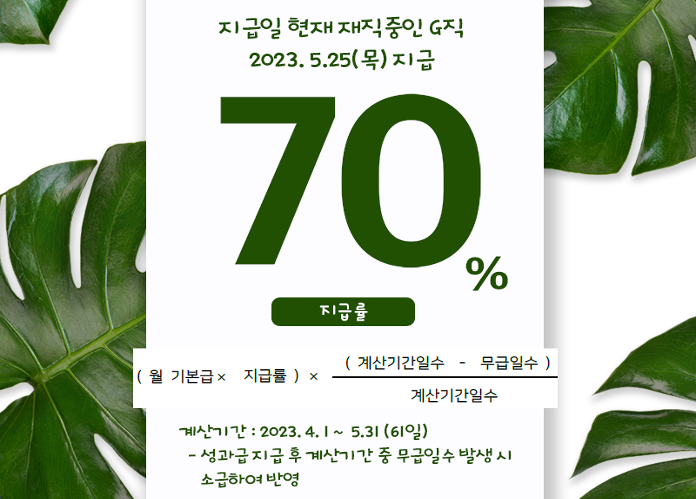 지급일 현재 재직중인 G직
2023. 5.25(목) 지급
70%
지급률
( 월 기본급 × 지급률 ) × ( 계산기간일수 - 무급일수 )
계산기간일수
계산기간 : 2023. 4. 1 ~ 5.31 (61일)
- 성과급 지급 후 계산기간 중 무급일수 발생 시
소급하여 반영